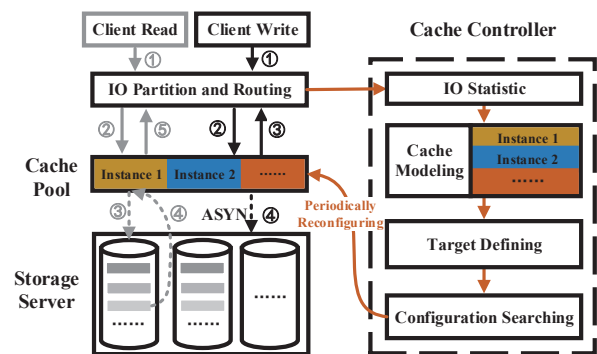 Client Read
Client Write
Cache Controller
①
①
IO Partition and Routing
IO Statistic
②
⑤
②
③
Cache
Pool
Instance 1
Instance 2
......
Cache
Modeling
Instance 1
Instance 2
......
Periodically
Reconfiguring
③
④
ASYN
④
Target Defining
Storage
Server
......
......
......
Configuration Searching